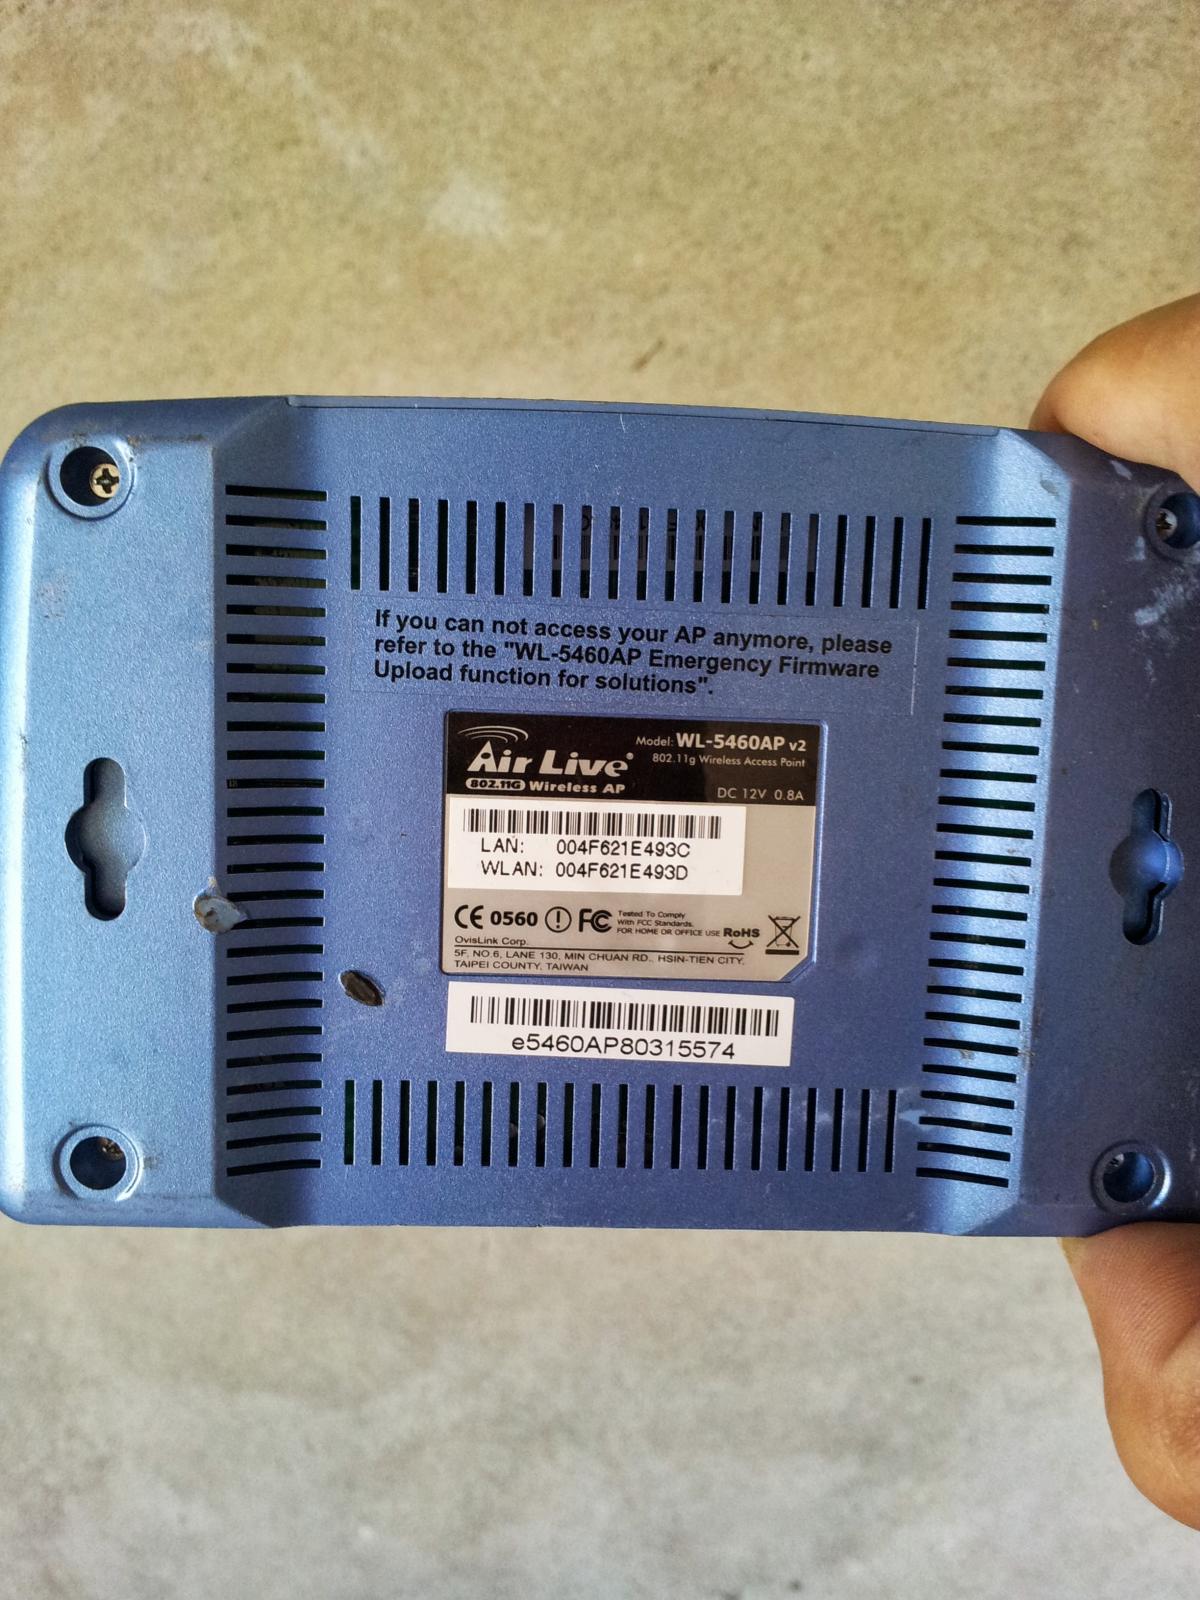 If you can not access your AP anymore, please
refer to the "WL-5460AP Emergency Firmware
Upload function for solutions".
Air Live®
802.11G Wireless AP
Model: WL-5460AP v2
802.11g Wireless Access Point
DC 12V 0.8A
LAN: 004F621E493C
WLAN: 004F621E493D
CE 0560
FC
Tested To Comply
With FCC Standards.
FOR HOME OR OFFICE USE
RoHS
OvisLink Corp.
5F, NO.6, LANE 130, MIN CHUAN RD., HSIN-TIEN CITY,
TAIPEI COUNTY, TAIWAN
e5460AP80315574